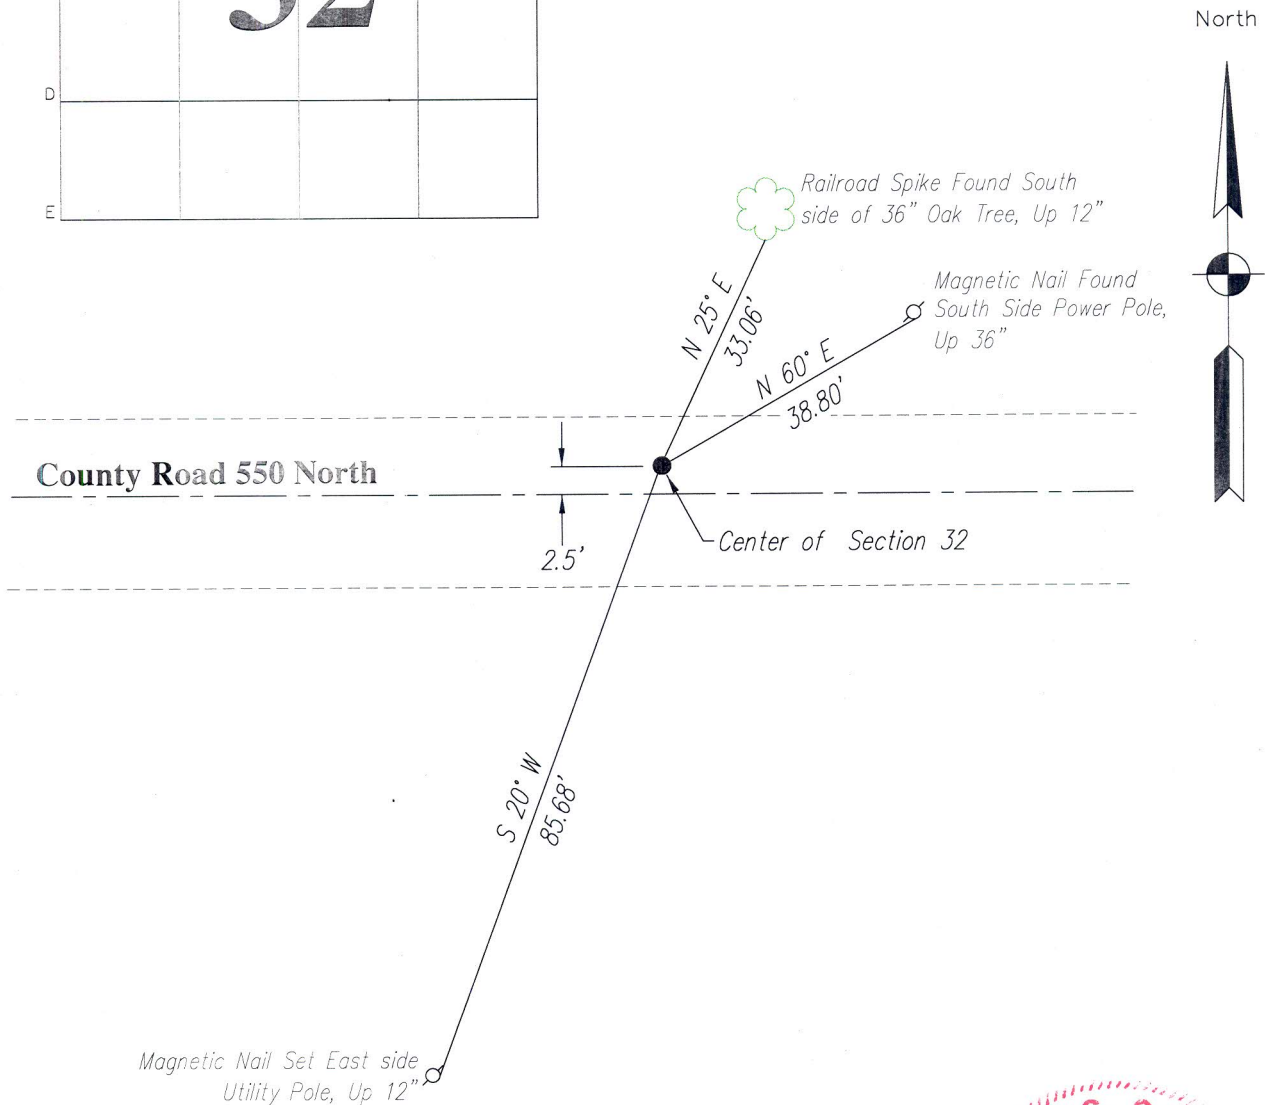 32
North
D
E
Railroad Spike Found South
side of 36" Oak Tree, Up 12"
Magnetic Nail Found
South Side Power Pole,
Up 36"
N 25° E
33.06'
N 60° E
38.80'
County Road 550 North
2.5'
Center of Section 32
S 20° W
85.68'
Magnetic Nail Set East side
Utility Pole, Up 12"